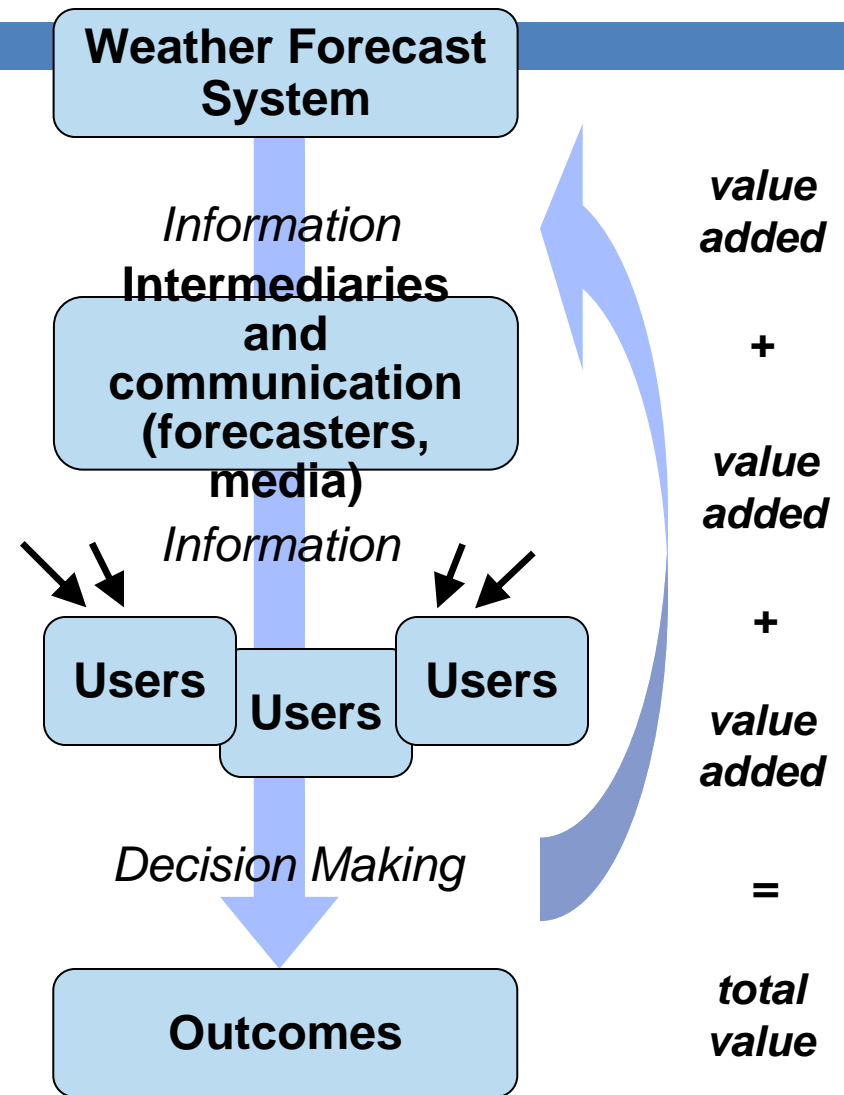 Weather Forecast
System
Information
Intermediaries
and
communication
(forecasters,
media)
Information
Users
Users
Users
Decision Making
Outcomes
value
added
+
value
added
+
value
added
=
total
value